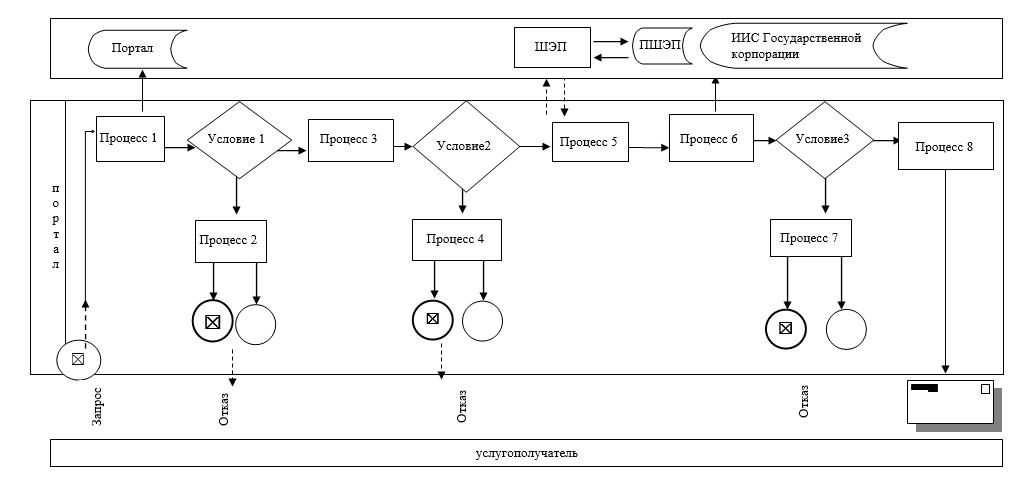 Портал
ШЭП
ПШЭП
ИИС Государственной
корпорации
портал
Процесс 1
Условие 1
Процесс 3
Условие2
Процесс 5
Процесс 6
Условие3
Процесс 8
Процесс 2
Процесс 4
Процесс 7
Запрос
Отказ
Отказ
Отказ
услугополучатель